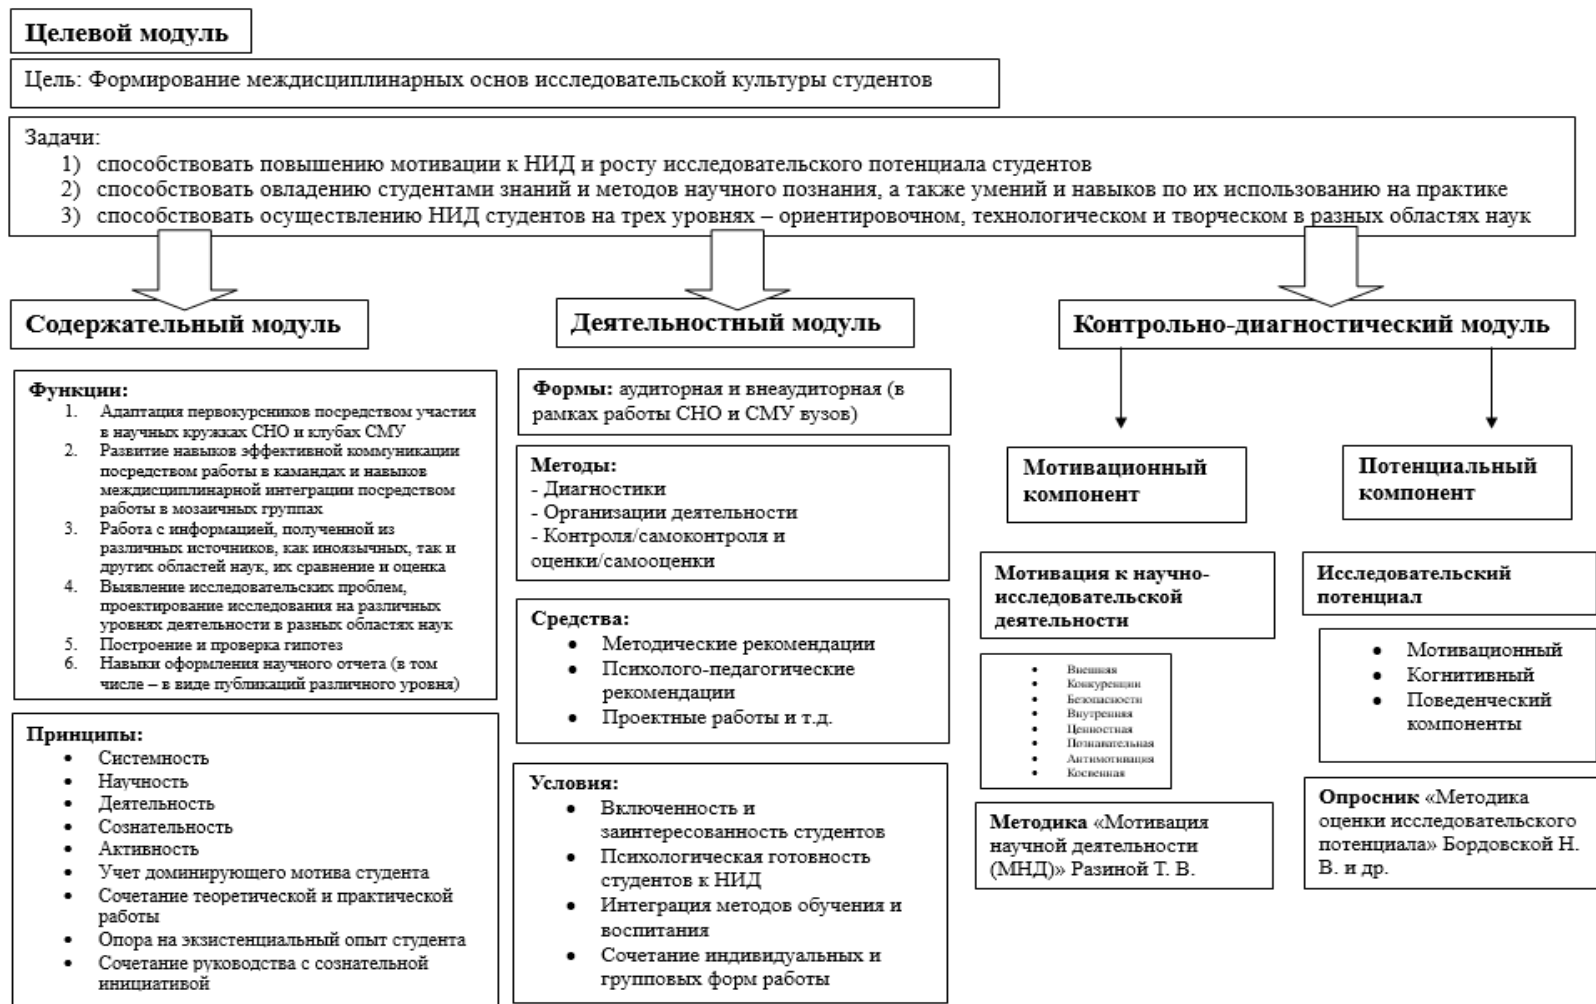 Целевой модуль
Цель: Формирование междисциплинарных основ исследовательской культуры студентов
Задачи:
1) способствовать повышению мотивации к НИД и росту исследовательского потенциала студентов
2) способствовать овладению студентами знаний и методов научного познания, а также умений и навыков по их использованию на практике
3) способствовать осуществлению НИД студентов на трех уровнях – ориентировочном, технологическом и творческом в разных областях наук
Содержательный модуль
Функции:
1. Адаптация первокурсников посредством участия
в научных кружках СНО и клубах СМУ
2. Развитие навыков эффективной коммуникации
посредством работы в камандах и навыков
междисциплинарной интеграции посредством
работы в мозаичных группах
3. Работа с информацией, полученной из
различных источников, как иноязычных, так и
других областей наук, их сравнение и оценка
4. Выявление исследовательских проблем,
проектирование исследования на различных
уровнях деятельности в разных областях наук
5. Построение и проверка гипотез
6. Навыки оформления научного отчета (в том
числе – в виде публикаций различного уровня)
Принципы:
• Системность
• Научность
• Деятельность
• Сознательность
• Активность
• Учет доминирующего мотива студента
• Сочетание теоретической и практической
работы
• Опора на экзистенциальный опыт студента
• Сочетание руководства с сознательной
инициативой
Деятельностный модуль
Формы: аудиторная и внеаудиторная (в
рамках работы СНО и СМУ вузов)
Методы:
- Диагностики
- Организации деятельности
- Контроля/самоконтроля и
оценки/самооценки
Средства:
• Методические рекомендации
• Психолого-педагогические
рекомендации
• Проектные работы и т.д.
Условия:
• Включенность и
заинтересованность студентов
• Психологическая готовность
студентов к НИД
• Интеграция методов обучения и
воспитания
• Сочетание индивидуальных и
групповых форм работы
Контрольно-диагностический модуль
Мотивационный
компонент
Мотивация к научно-
исследовательской
деятельности
• Внешняя
• Конкуренции
• Безопасности
• Внутренняя
• Ценностная
• Познавательная
• Антимотивация
• Косвенная
Методика «Мотивация
научной деятельности
(МНД)» Разиной Т. В.
Потенциальный
компонент
Исследовательский
потенциал
• Мотивационный
• Когнитивный
• Поведенческий
компоненты
Опросник «Методика
оценки исследовательского
потенциала» Бордовской Н.
В. и др.